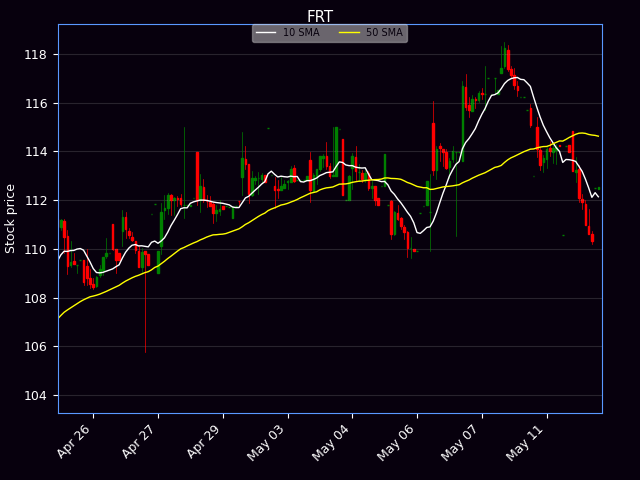 FRT
10 SMA
50 SMA
Stock price
118
116
114
112
110
108
106
104
Apr 26
Apr 27
Apr 29
May 03
May 04
May 06
May 07
May 11